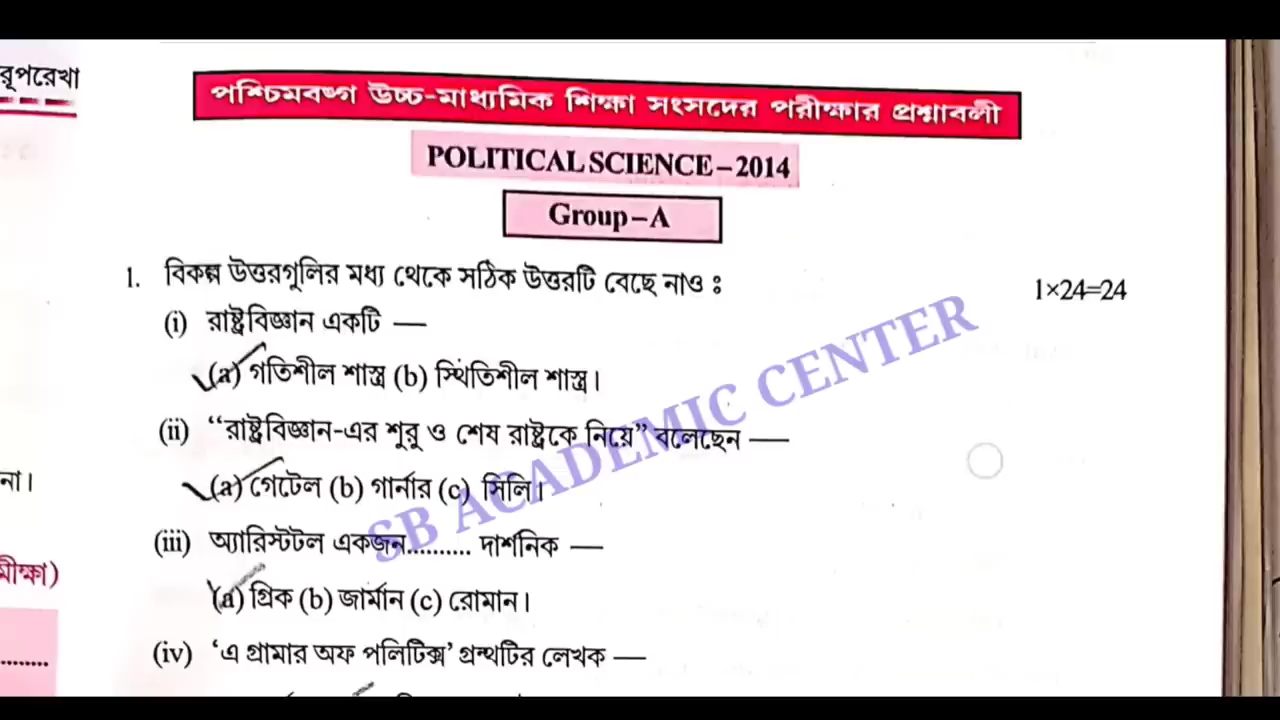 রূপরেখা
পশ্চিমবঙ্গ উচ্চ-মাধ্যমিক শিক্ষা সংসদের পরীক্ষার প্রশ্নাবলী
POLITICAL SCIENCE – 2014
Group – A
1. বিকল্প উত্তরগুলির মধ্য থেকে সঠিক উত্তরটি বেছে নাও ঃ 1×24=24
(i) রাষ্ট্রবিজ্ঞান একটি —
(a) গতিশীল শাস্ত্র (b) স্থিতিশীল শাস্ত্র।
(ii) “রাষ্ট্রবিজ্ঞান-এর শুরু ও শেষ রাষ্ট্রকে নিয়ে” বলেছেন —
(a) গেটেল (b) গার্নার (c) সিলি।
না।
(iii) অ্যারিস্টটল একজন.......... দার্শনিক —
(a) গ্রিক (b) জার্মান (c) রোমান।
(iv) ‘এ গ্রামার অফ পলিটিক্স’ গ্রন্থটির লেখক —
SB ACADEMIC CENTER